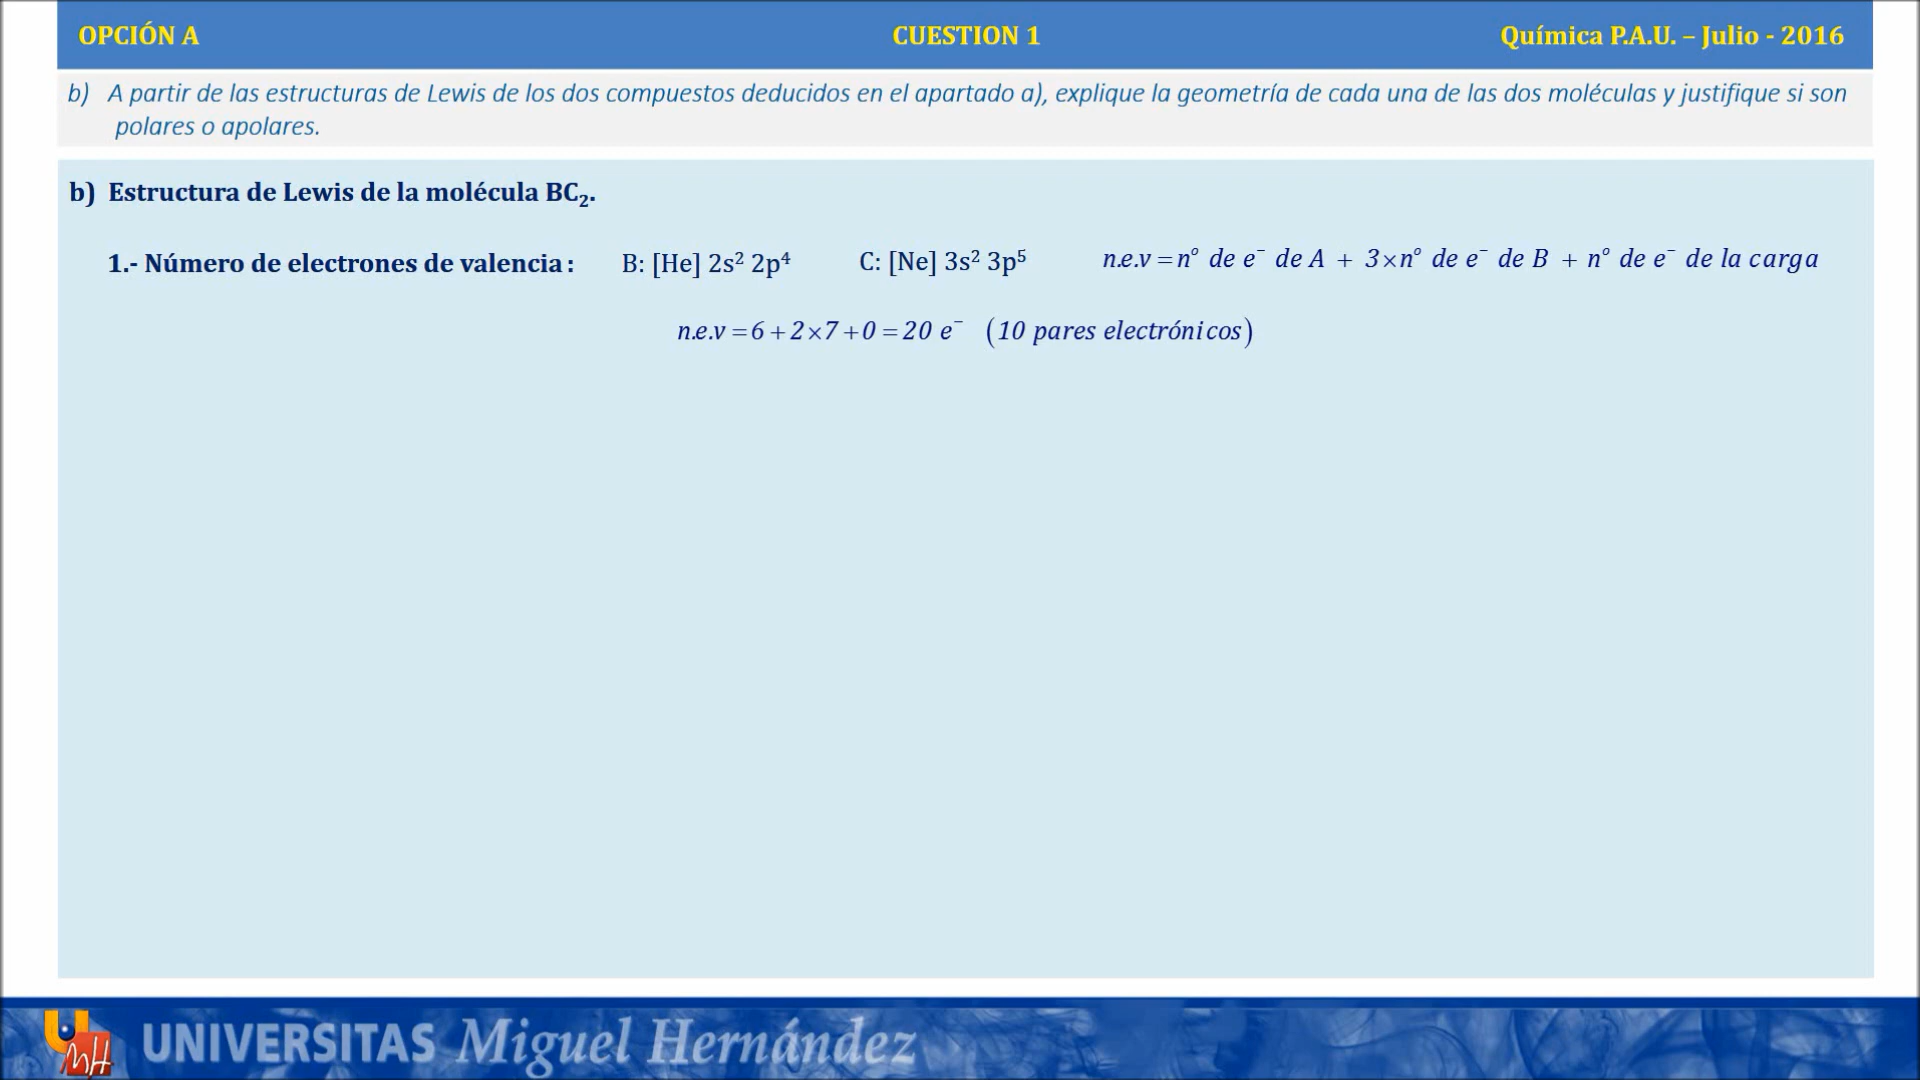 OPCIÓN A CUESTION 1 Química P.A.U. – Julio - 2016
b) A partir de las estructuras de Lewis de los dos compuestos deducidos en el apartado a), explique la geometría de cada una de las dos moléculas y justifique si son
polares o apolares.
b) Estructura de Lewis de la molécula BC₂.
1.- Número de electrones de valencia : B: [He] 2s² 2p⁴ C: [Ne] 3s² 3p⁵ n.e.v = nº de e⁻ de A + 3×nº de e⁻ de B + nº de e⁻ de la carga
n.e.v = 6 + 2×7 + 0 = 20 e⁻ (10 pares electrónicos)
UNIVERSITAS Miguel Hernández